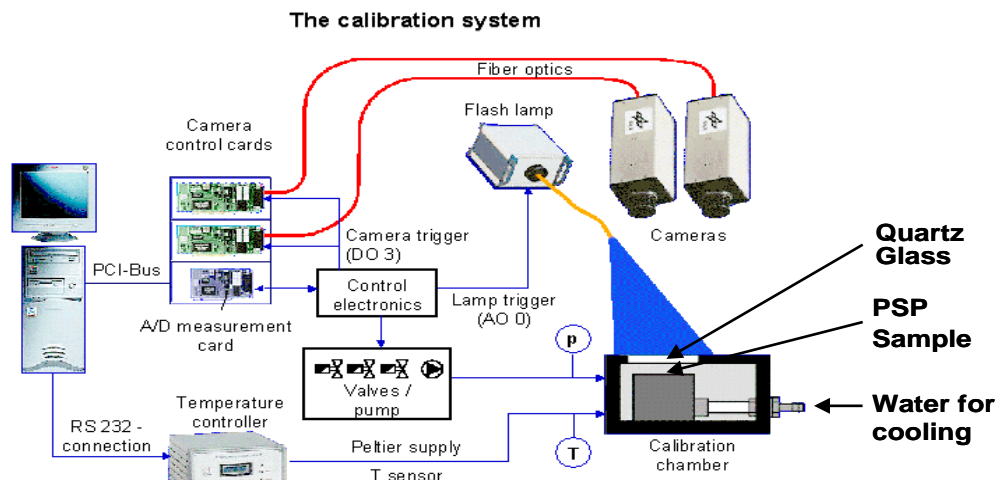 The calibration system
Fiber optics
Flash lamp
Camera
control cards
Cameras
Camera trigger
(DO 3)
Quartz
Glass
PCI-Bus
Control
electronics
Lamp trigger
(AO 0)
A/D measurement
card
PSP
Sample
p
Valves /
pump
Temperature
controller
Water for
cooling
RS 232 -
connection
Peltier supply
T
Calibration
chamber
T sensor